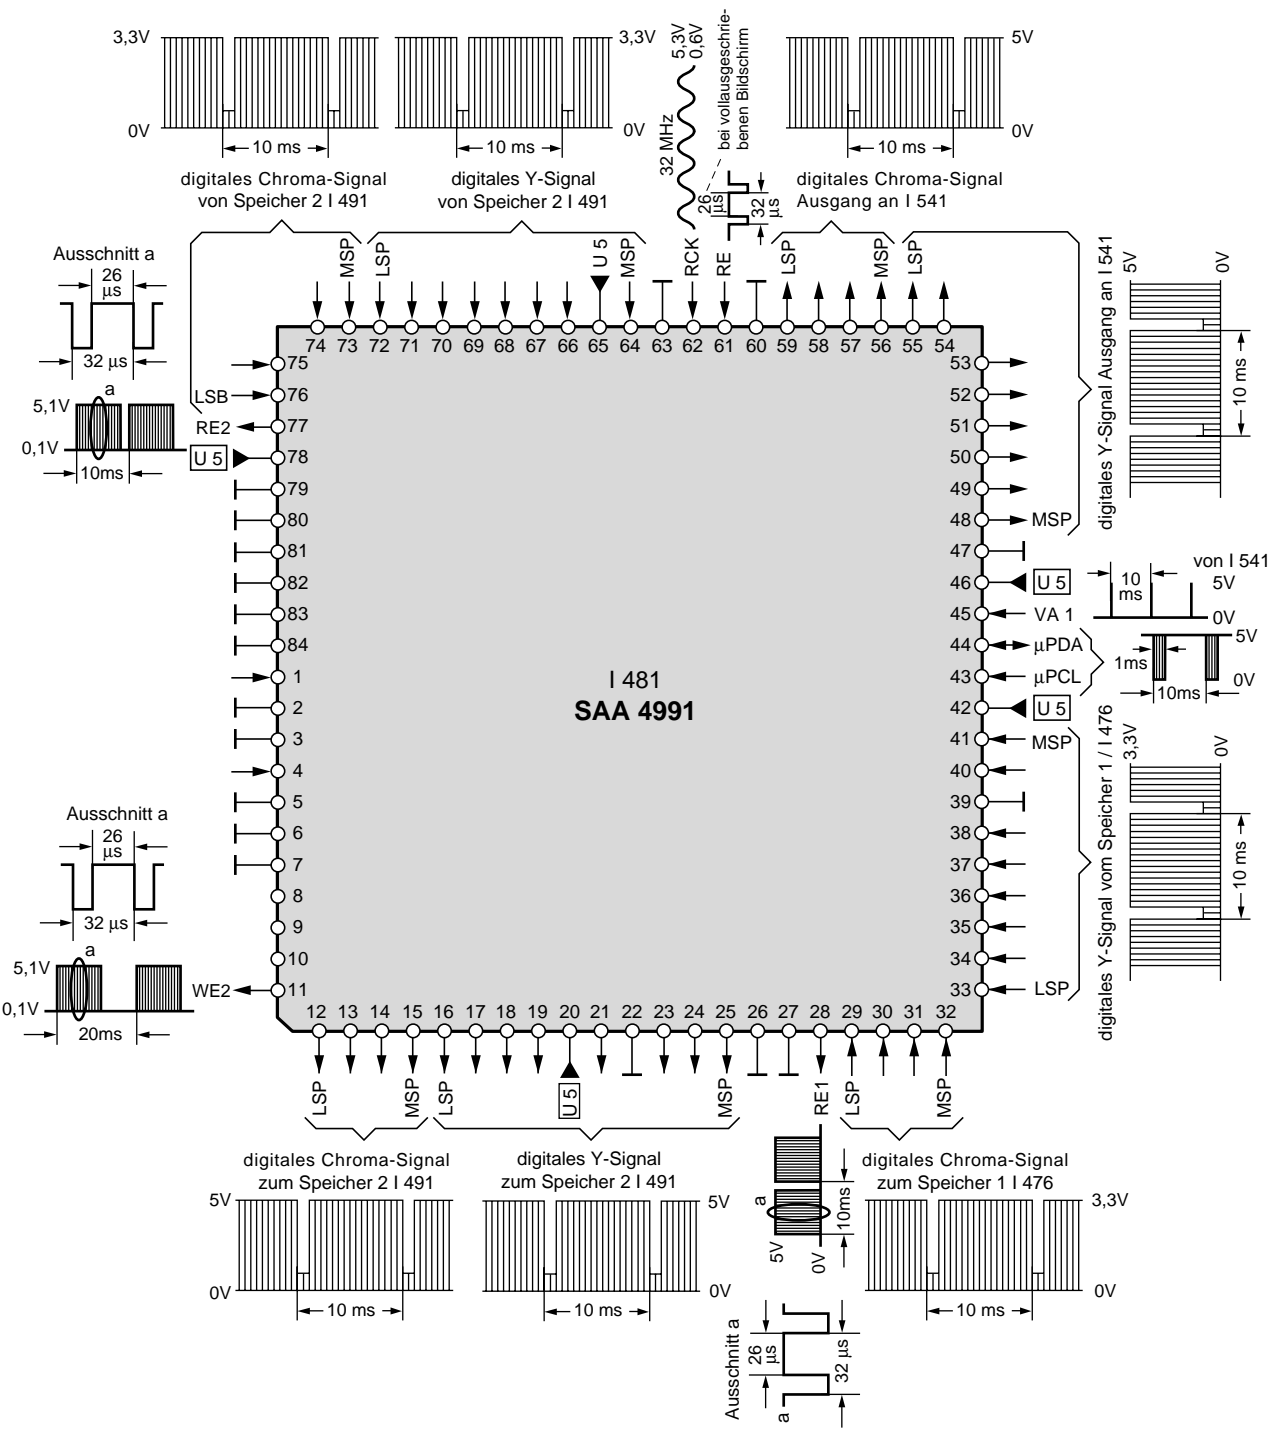 3,3V
0V
10 ms
digitales Chroma-Signal
von Speicher 2 I 491
3,3V
0V
10 ms
digitales Y-Signal
von Speicher 2 I 491
5,3V
0,6V
32 MHz
bei vollausgeschrie-
benen Bildschirm
26
µs
32
µs
5V
0V
10 ms
digitales Chroma-Signal
Ausgang an I 541
MSP
LSP
U 5
MSP
RCK
RE
LSP
MSP
LSP
74
73
72
71
70
69
68
67
66
65
64
63
62
61
60
59
58
57
56
55
54
Ausschnitt a
26
µs
32 µs
a
5,1V
0,1V
10ms
75
LSB
76
RE2
77
U 5
78
79
80
81
82
83
84
1
2
3
4
5
6
7
8
9
10
WE2
11
Ausschnitt a
26
µs
32 µs
a
5,1V
0,1V
20ms
I 481
SAA 4991
53
52
51
50
49
48
MSP
47
46
U 5
45
VA 1
44
µPDA
43
µPCL
42
U 5
41
MSP
40
39
38
37
36
35
34
33
LSP
5V
0V
10 ms
digitales Y-Signal Ausgang an I 541
von I 541
10
ms
5V
0V
5V
1ms
0V
10ms
3,3V
0V
10 ms
digitales Y-Signal vom Speicher 1 / I 476
12
13
14
15
16
17
18
19
20
21
22
23
24
25
26
27
28
29
30
31
32
LSP
MSP
LSP
U 5
MSP
RE1
LSP
MSP
digitales Chroma-Signal
zum Speicher 2 I 491
5V
0V
10 ms
digitales Y-Signal
zum Speicher 2 I 491
5V
0V
10 ms
a
5V
0V
10ms
digitales Chroma-Signal
zum Speicher 1 I 476
3,3V
0V
10 ms
Ausschnitt a
26
µs
32 µs
a